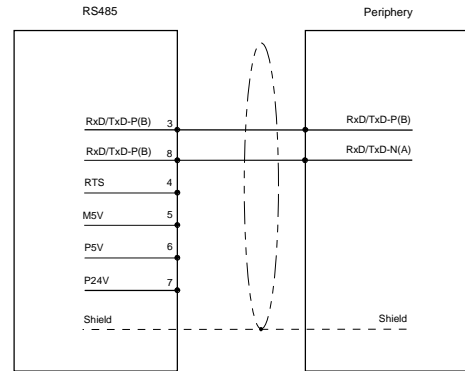 RS485 Periphery
RxD/TxD-P(B) 3 RxD/TxD-P(B)
RxD/TxD-P(B) 8 RxD/TxD-N(A)
RTS 4
M5V 5
P5V 6
P24V 7
Shield Shield